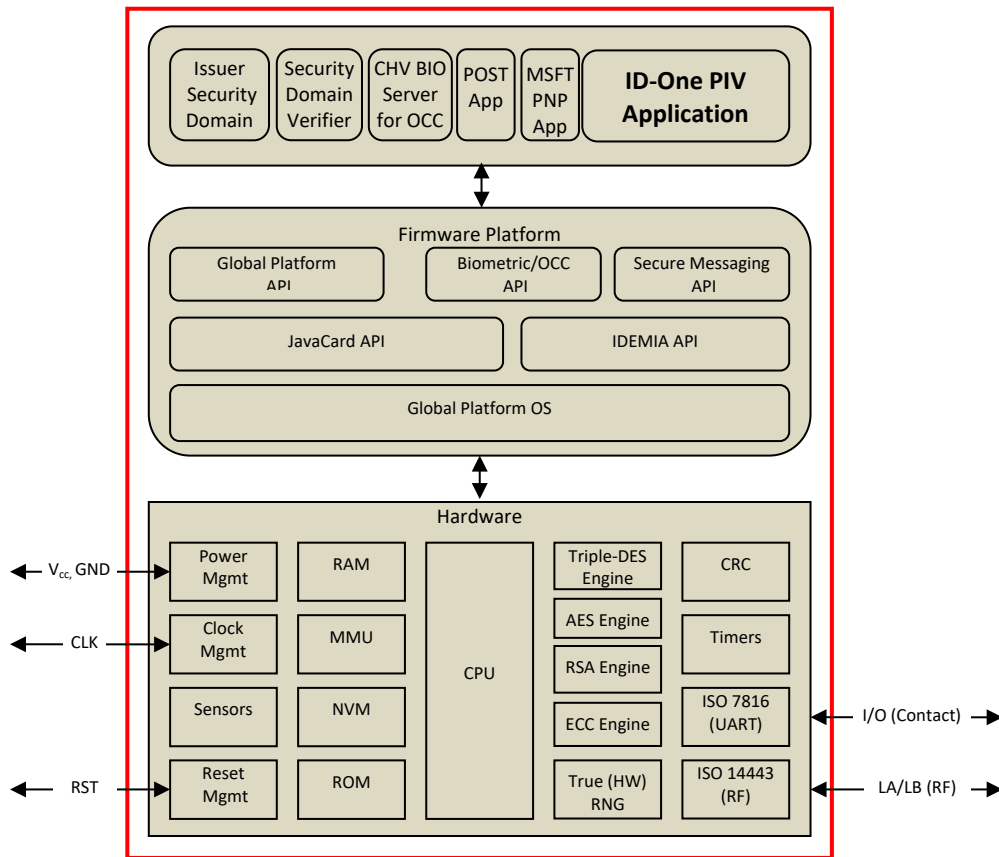 Issuer
Security
Domain
Security
Domain
Verifier
CHV BIO
Server
for OCC
POST
App
MSFT
PNP
App
ID-One PIV
Application
Firmware Platform
Global Platform
API
Biometric/OCC
API
Secure Messaging
API
JavaCard API
IDEMIA API
Global Platform OS
Hardware
Power
Mgmt
RAM
CPU
Triple-DES
Engine
CRC
Vcc, GND
Clock
Mgmt
MMU
AES Engine
Timers
CLK
RSA Engine
Sensors
NVM
ECC Engine
ISO 7816
(UART)
I/O (Contact)
Reset
Mgmt
ROM
True (HW)
RNG
ISO 14443
(RF)
RST
LA/LB (RF)